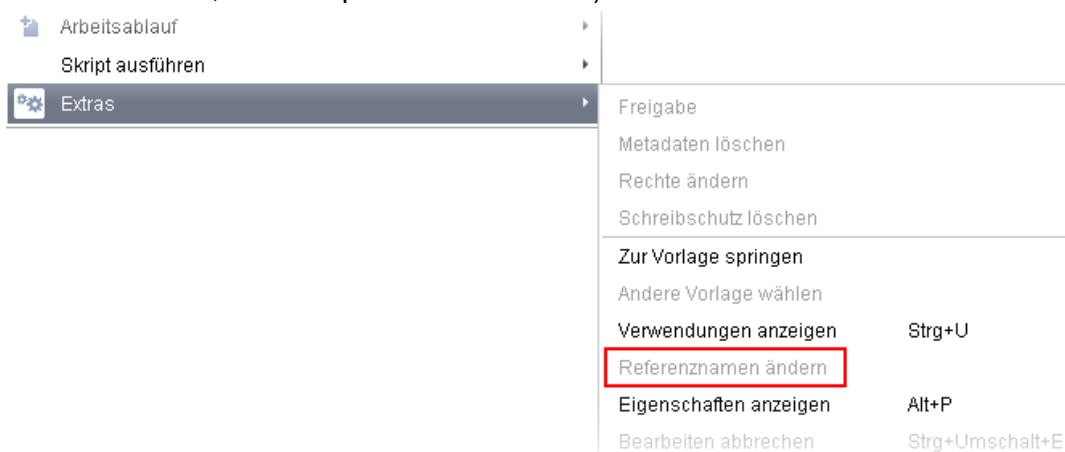 Arbeitsablauf
Skript ausführen
Extras
Freigabe
Metadaten löschen
Rechte ändern
Schreibschutz löschen
Zur Vorlage springen
Andere Vorlage wählen
Verwendungen anzeigen Strg+U
Referenznamen ändern
Eigenschaften anzeigen Alt+P
Bearbeiten abbrechen Strg+Umschalt+E